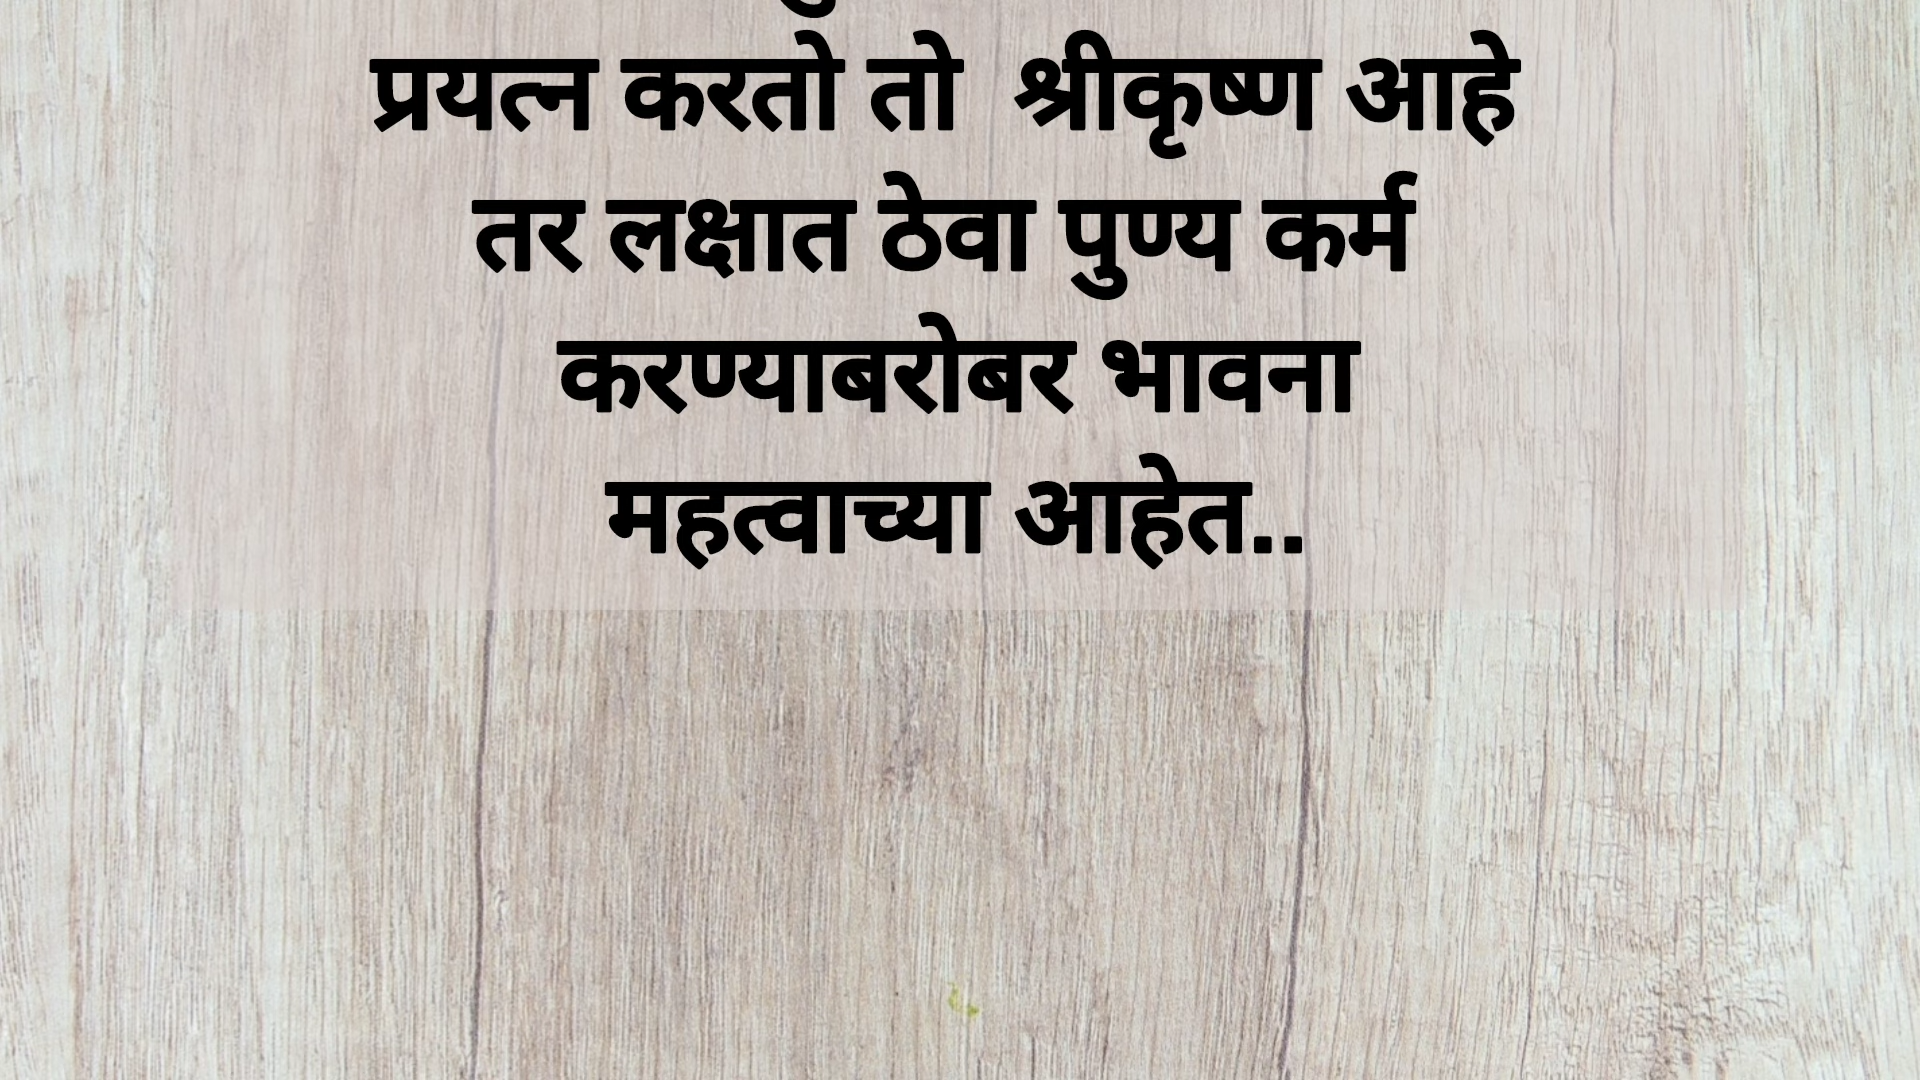 प्रयत्न करतो तो  श्रीकृष्ण आहे
तर लक्षात ठेवा पुण्य कर्म
करण्याबरोबर भावना
महत्वाच्या आहेत..